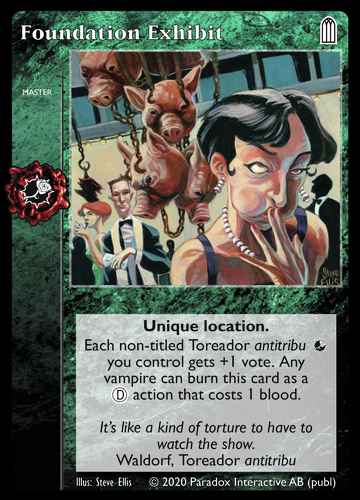 Foundation Exhibit
MASTER
STEVE
ELLIS
Unique location.
Each non-titled Toreador antitribu
you control gets +1 vote. Any
vampire can burn this card as a
Ⓓ action that costs 1 blood.
It's like a kind of torture to have to
watch the show.
Waldorf, Toreador antitribu
Illus: Steve Ellis © 2020 Paradox Interactive AB (publ)